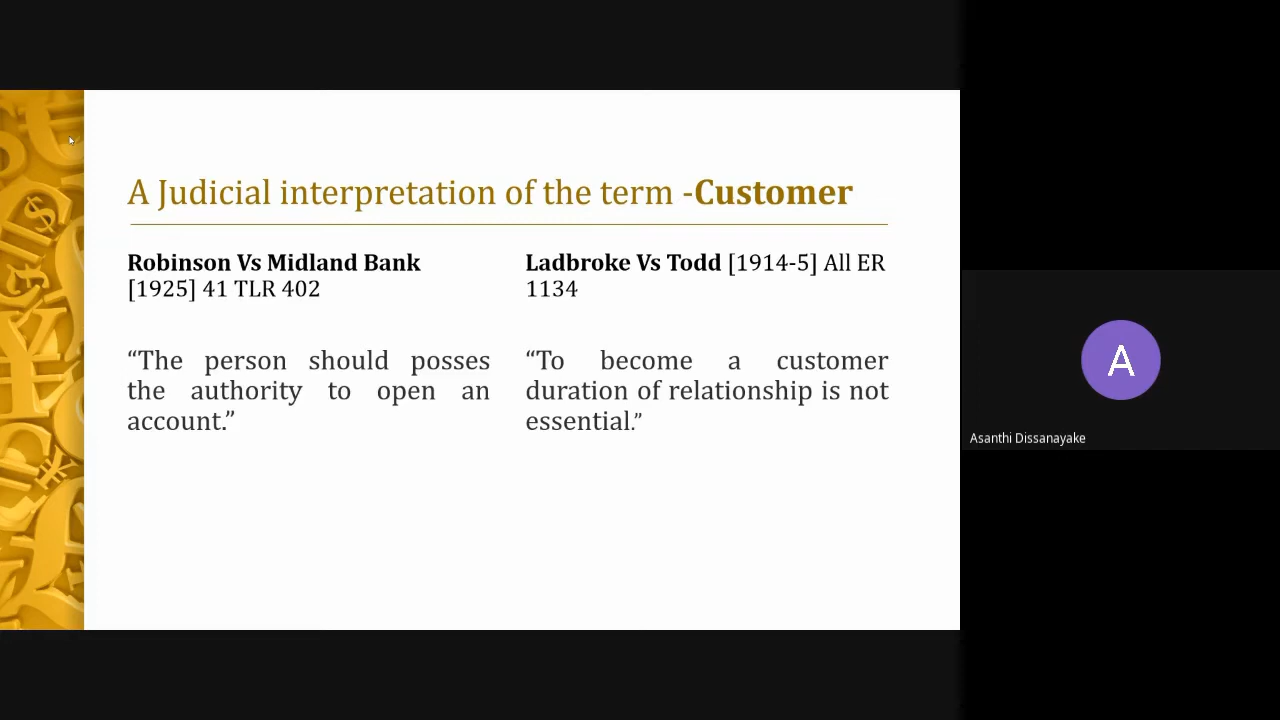 A Judicial interpretation of the term -Customer
Robinson Vs Midland Bank
[1925] 41 TLR 402
“The person should posses
the authority to open an
account.”
Ladbroke Vs Todd [1914-5] All ER
1134
“To become a customer
duration of relationship is not
essential.”
A
Asanthi Dissanayake